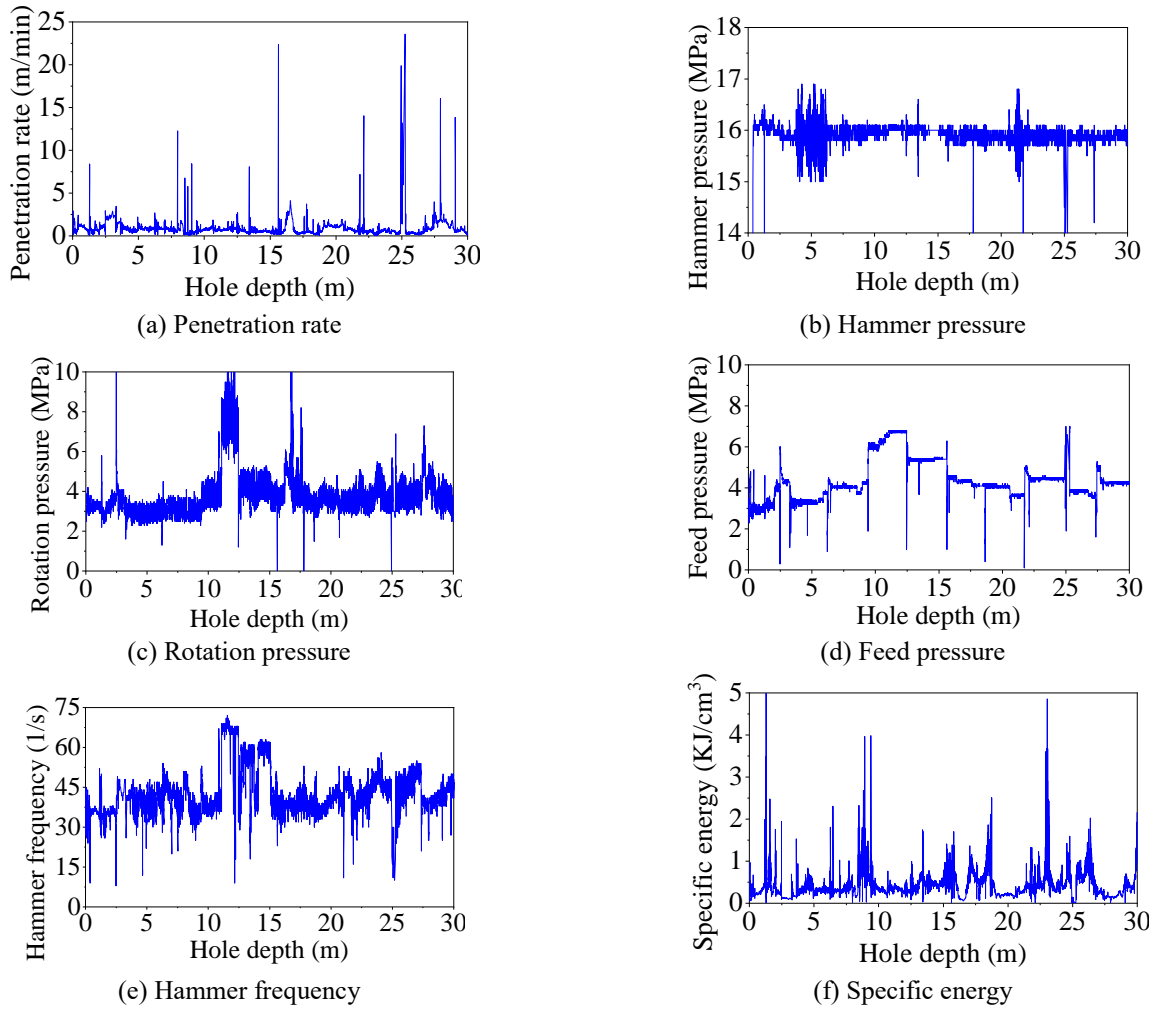 Penetration rate (m/min)
25
20
15
10
5
0
0 5 10 15 20 25 30
Hole depth (m)
(a) Penetration rate
Hammer pressure (MPa)
18
17
16
15
14
0 5 10 15 20 25 30
Hole depth (m)
(b) Hammer pressure
Rotation pressure (MPa)
10
8
6
4
2
0
0 5 10 15 20 25 30
Hole depth (m)
(c) Rotation pressure
Feed pressure (MPa)
10
8
6
4
2
0
0 5 10 15 20 25 30
Hole depth (m)
(d) Feed pressure
Hammer frequency (1/s)
75
60
45
30
15
0
0 5 10 15 20 25 30
Hole depth (m)
(e) Hammer frequency
Specific energy (KJ/cm³)
5
4
3
2
1
0
0 5 10 15 20 25 30
Hole depth (m)
(f) Specific energy